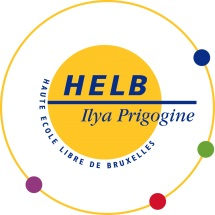 HELB
Ilya Prigogine
HAUTE ECOLE LIBRE DE BRUXELLES